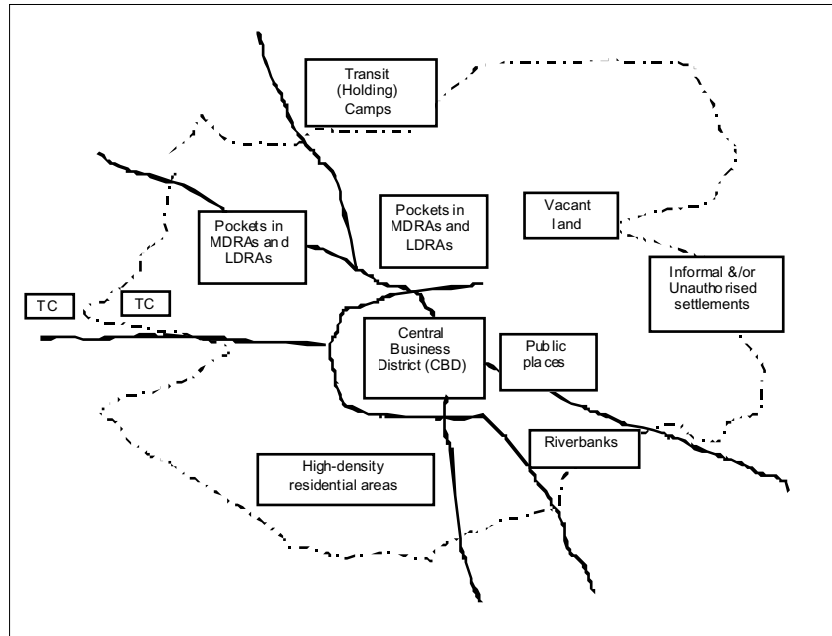 Transit
(Holding)
Camps
Pockets in
MDRAs and
LDRAs
Pockets in
MDRAs and
LDRAs
Vacant
land
Informal &/or
Unauthorised
settlements
TC
TC
Central
Business
District (CBD)
Public
places
Riverbanks
High-density
residential areas